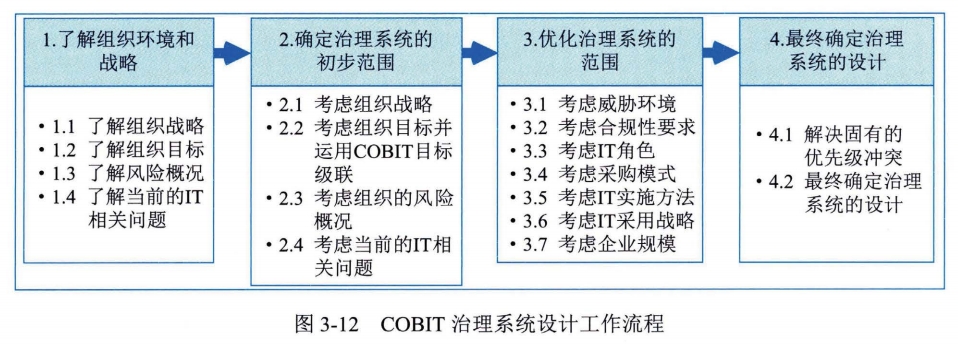 1.了解组织环境和
战略
• 1.1 了解组织战略
• 1.2 了解组织目标
• 1.3 了解风险概况
• 1.4 了解当前的IT
相关问题
2.确定治理系统的
初步范围
• 2.1 考虑组织战略
• 2.2 考虑组织目标并
运用COBIT目标
级联
• 2.3 考虑组织的风险
概况
• 2.4 考虑当前的IT相
关问题
3.优化治理系统的
范围
• 3.1 考虑威胁环境
• 3.2 考虑合规性要求
• 3.3 考虑IT角色
• 3.4 考虑采购模式
• 3.5 考虑IT实施方法
• 3.6 考虑IT采用战略
• 3.7 考虑企业规模
4.最终确定治理
系统的设计
• 4.1 解决固有的
优先级冲突
• 4.2 最终确定治理
系统的设计
图 3-12 COBIT 治理系统设计工作流程